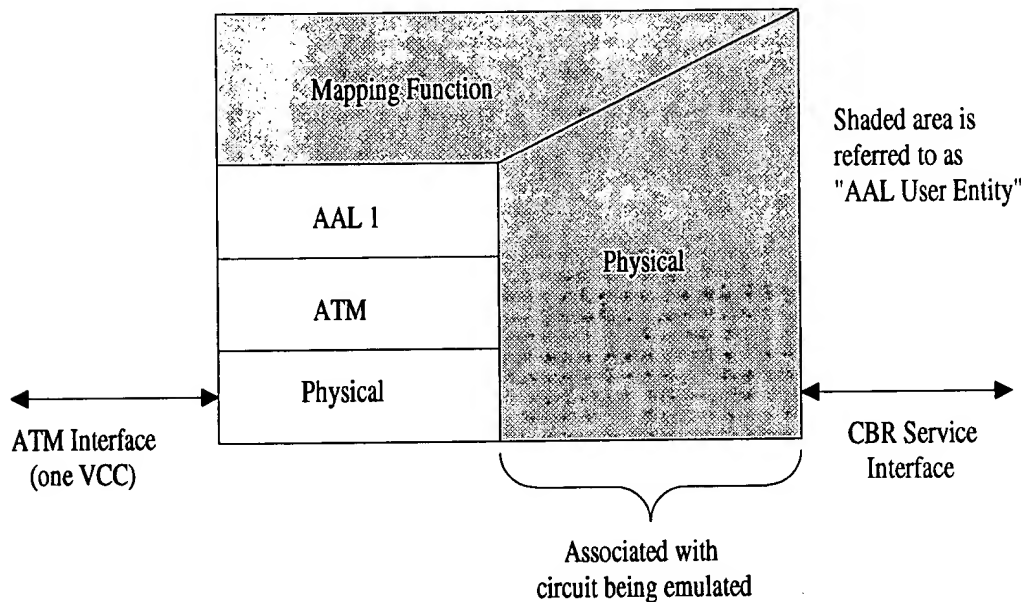 Mapping Function
Shaded area is
referred to as
"AAL User Entity"
AAL 1
Physical
ATM
Physical
ATM Interface
(one VCC)
CBR Service
Interface
Associated with
circuit being emulated